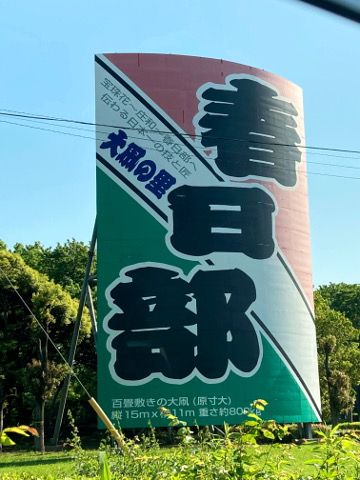 宝珠花〜庄和〜春日部へ
伝わる日本一の技と匠
大凧の里
春日部
百畳敷きの大凧（原寸大）
縦15m×横11m 重さ約800kg